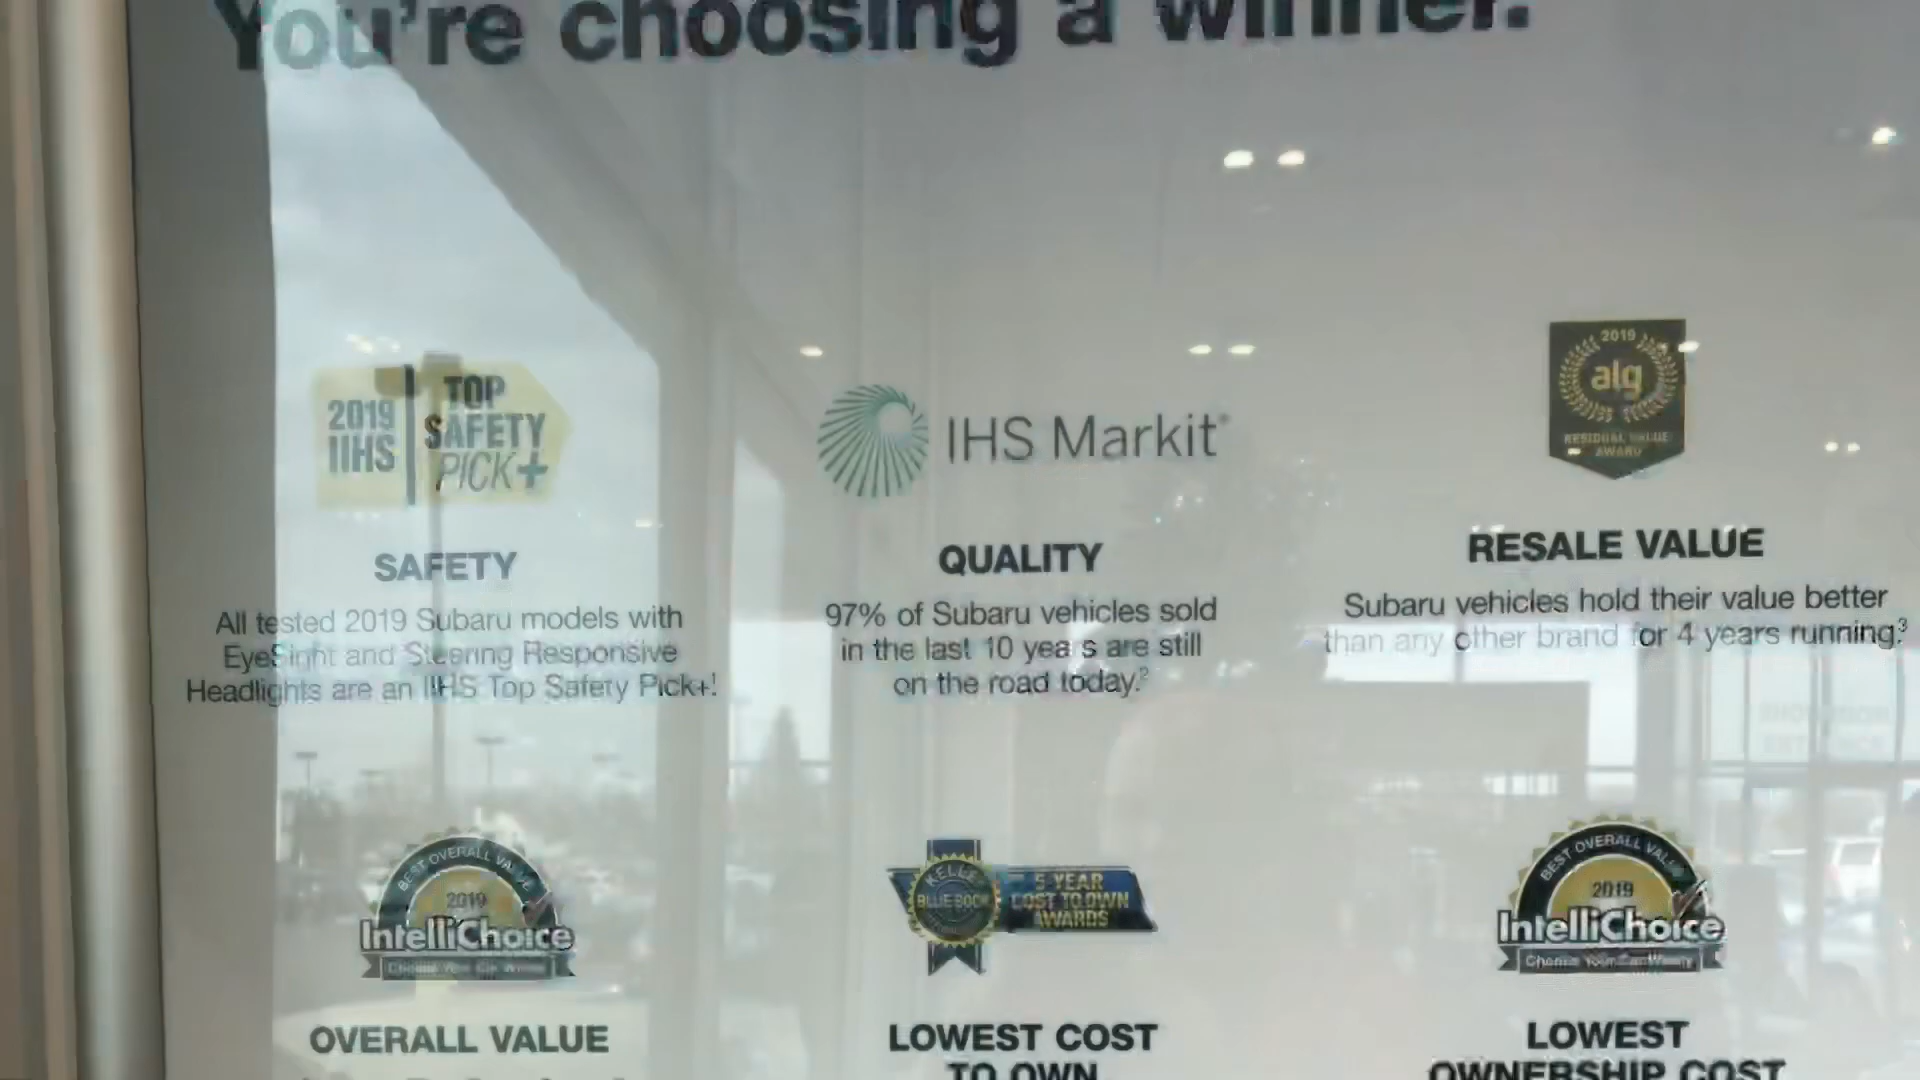 You're choosing a winner.
2019
IIHS
TOP
SAFETY
PICK+
IHS Markit®
2019
alg
RESIDUAL VALUE
AWARD
SAFETY
All tested 2019 Subaru models with
EyeSight and Steering Responsive
Headlights are an IIHS Top Safety Pick+.¹
QUALITY
97% of Subaru vehicles sold
in the last 10 years are still
on the road today.²
RESALE VALUE
Subaru vehicles hold their value better
than any other brand for 4 years running.³
BEST OVERALL VALUE
2019
IntelliChoice
KELLEY
BLUE BOOK
5-YEAR
COST TO OWN
AWARDS
BEST OVERALL VALUE
2019
IntelliChoice
OVERALL VALUE
LOWEST COST
TO OWN
LOWEST
OWNERSHIP COST